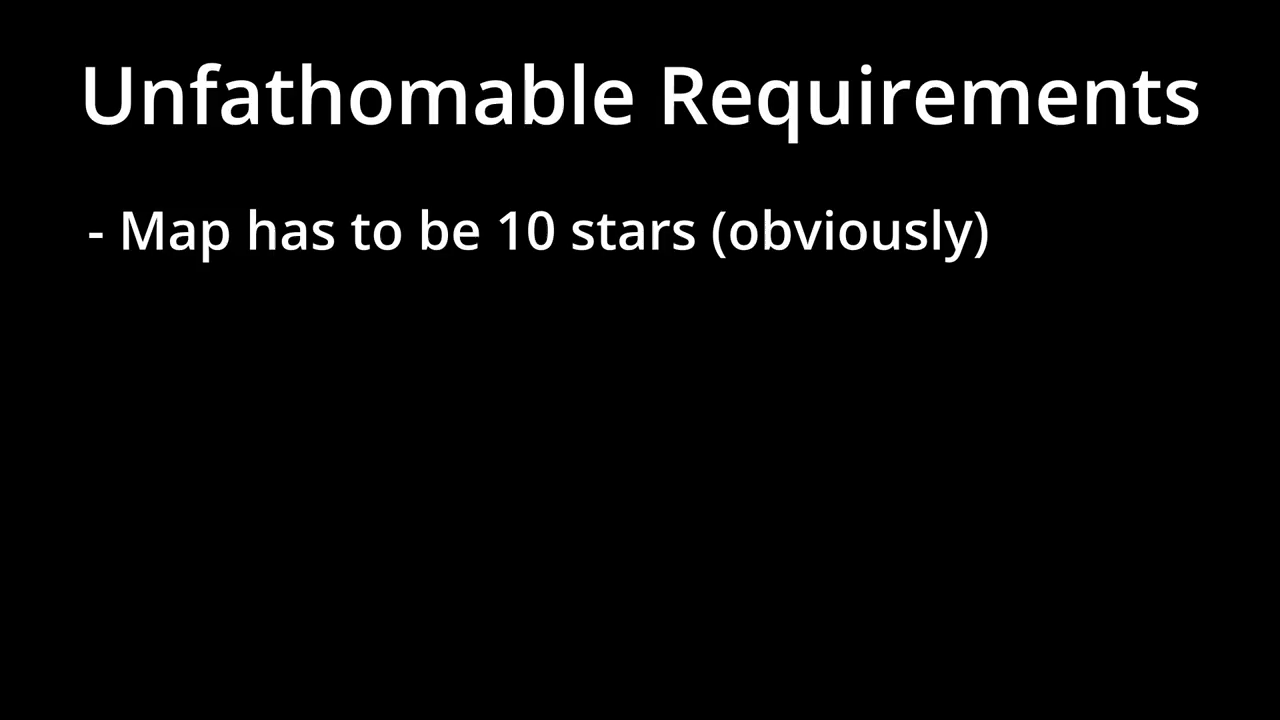 Unfathomable Requirements
- Map has to be 10 stars (obviously)